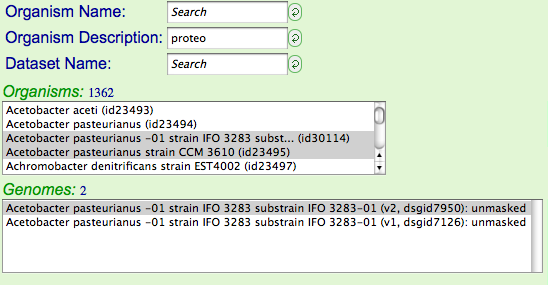 Organism Name: Search
Organism Description: proteo
Dataset Name: Search
Organisms: 1362
Acetobacter aceti (id23493)
Acetobacter pasteurianus (id23494)
Acetobacter pasteurianus -01 strain IFO 3283 subst... (id30114)
Acetobacter pasteurianus strain CCM 3610 (id23495)
Achromobacter denitrificans strain EST4002 (id23497)
Genomes: 2
Acetobacter pasteurianus -01 strain IFO 3283 substrain IFO 3283-01 (v2, dsgid7950): unmasked
Acetobacter pasteurianus -01 strain IFO 3283 substrain IFO 3283-01 (v1, dsgid7126): unmasked